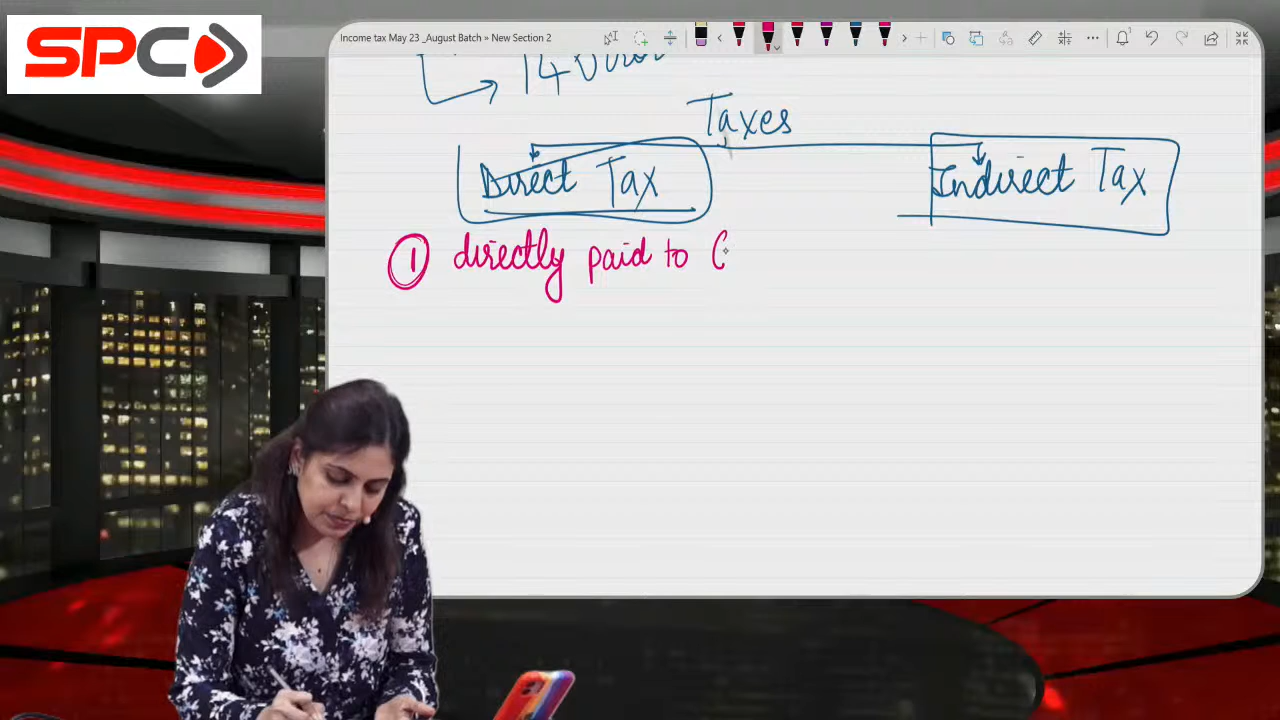 SPC
Income tax May 23 _August Batch » New Section 2
Taxes
Direct Tax
Indirect Tax
① directly paid to